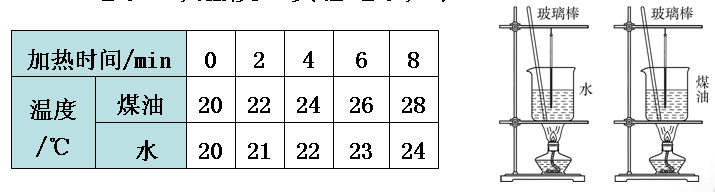 加热时间/min 0 2 4 6 8
温度/℃ 煤油 20 22 24 26 28
水 20 21 22 23 24
玻璃棒 玻璃棒
水 煤油